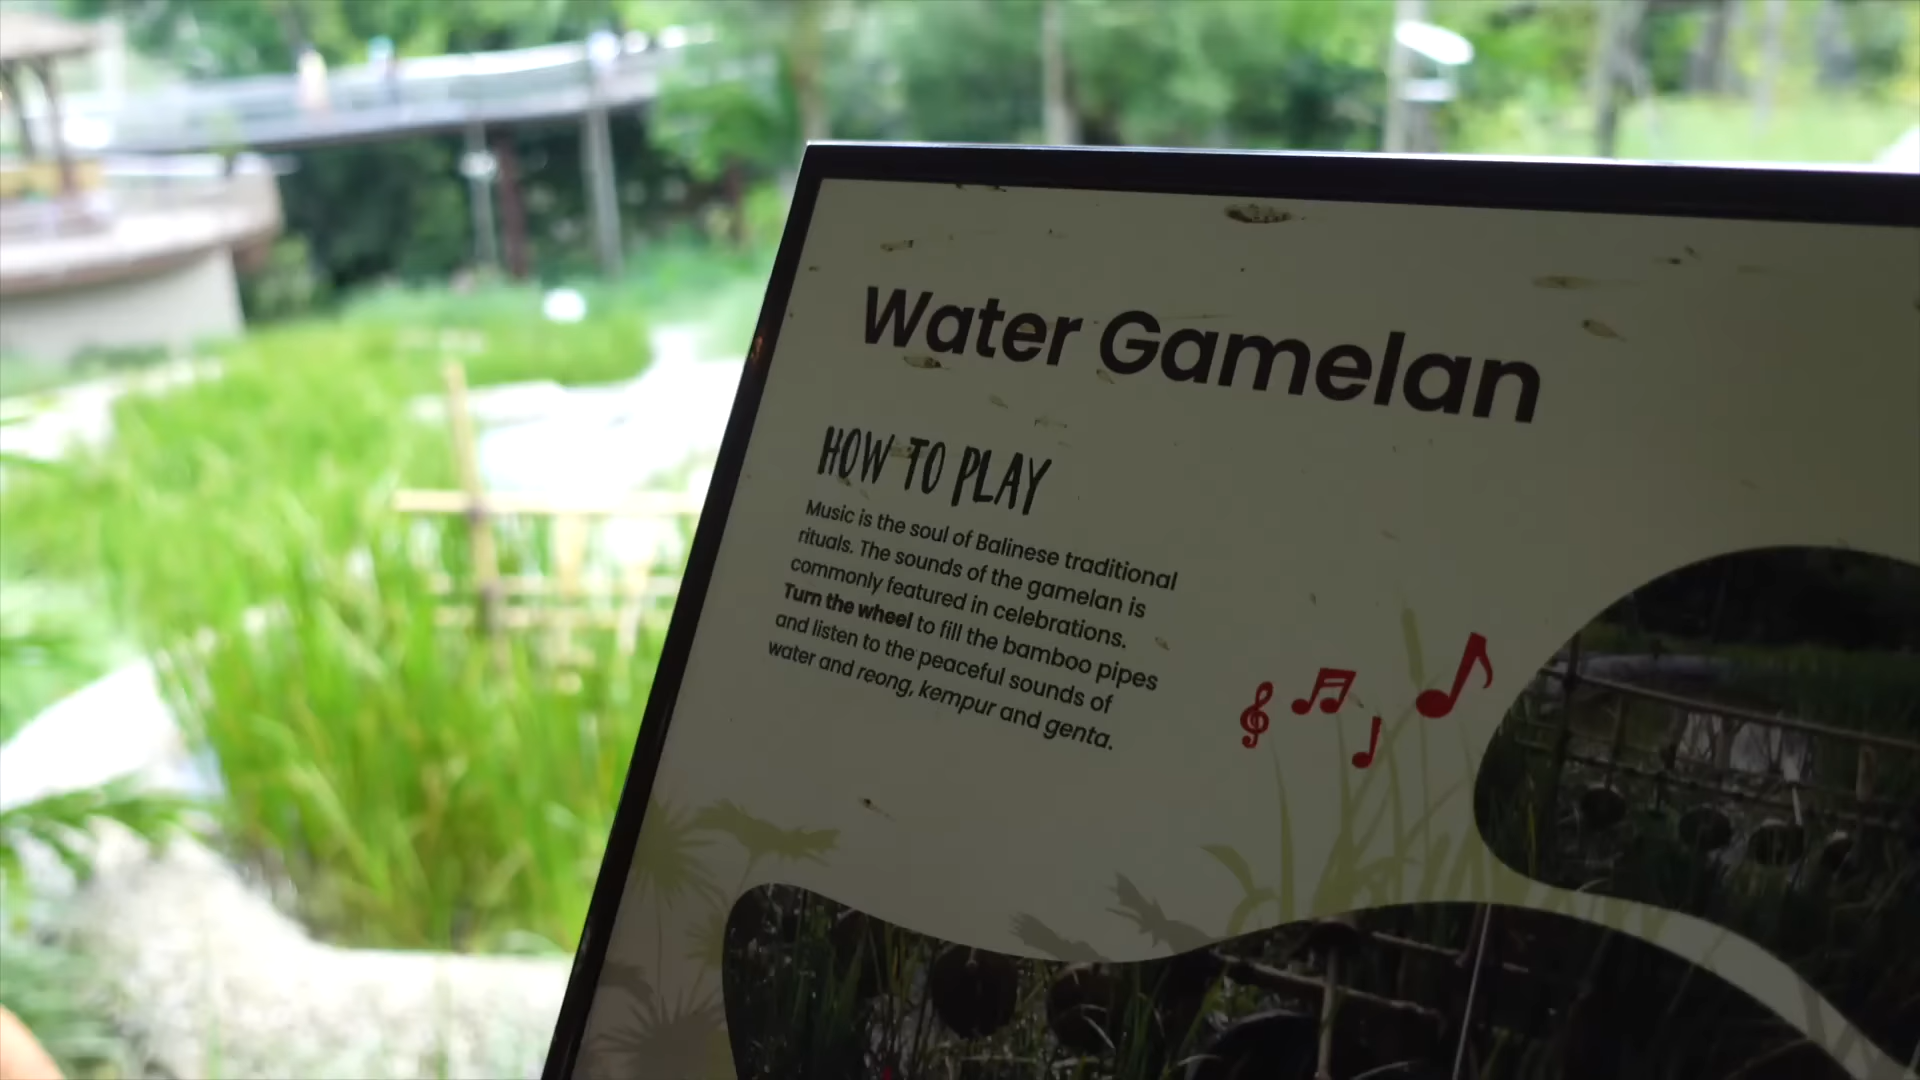 Water Gamelan
HOW TO PLAY
Music is the soul of Balinese traditional
rituals. The sounds of the gamelan is
commonly featured in celebrations.
Turn the wheel to fill the bamboo pipes
and listen to the peaceful sounds of
water and reong, kempur and genta.